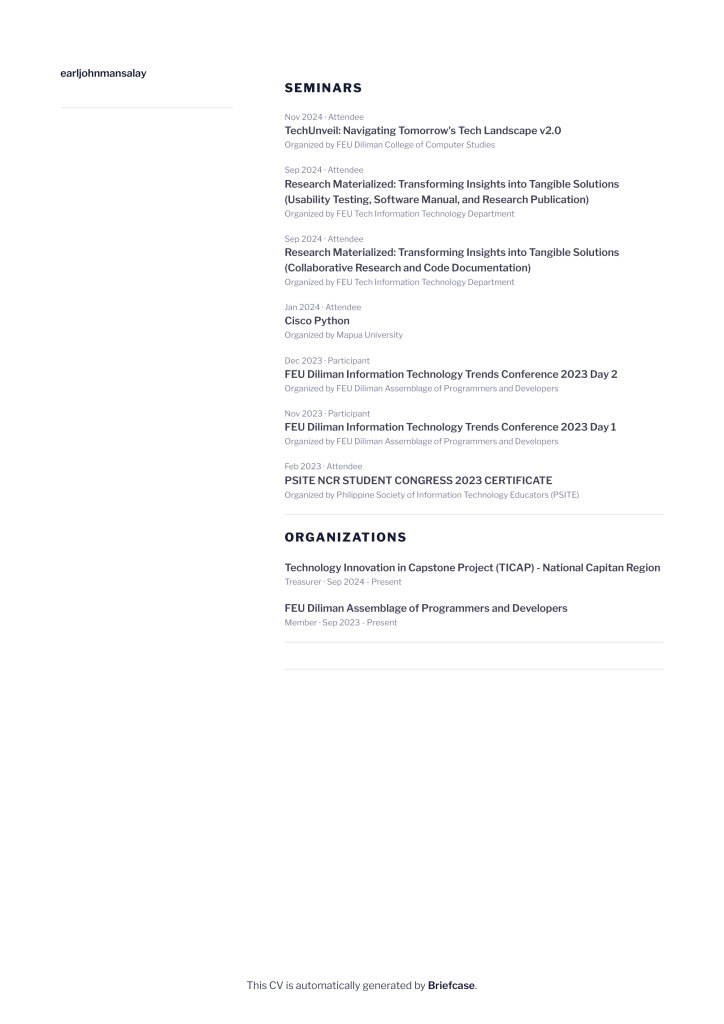 earljohnmansalay
SEMINARS
Nov 2024 · Attendee
TechUnveil: Navigating Tomorrow's Tech Landscape v2.0
Organized by FEU Diliman College of Computer Studies
Sep 2024 · Attendee
Research Materialized: Transforming Insights into Tangible Solutions
(Usability Testing, Software Manual, and Research Publication)
Organized by FEU Tech Information Technology Department
Sep 2024 · Attendee
Research Materialized: Transforming Insights into Tangible Solutions
(Collaborative Research and Code Documentation)
Organized by FEU Tech Information Technology Department
Jan 2024 · Attendee
Cisco Python
Organized by Mapua University
Dec 2023 · Participant
FEU Diliman Information Technology Trends Conference 2023 Day 2
Organized by FEU Diliman Assemblage of Programmers and Developers
Nov 2023 · Participant
FEU Diliman Information Technology Trends Conference 2023 Day 1
Organized by FEU Diliman Assemblage of Programmers and Developers
Feb 2023 · Attendee
PSITE NCR STUDENT CONGRESS 2023 CERTIFICATE
Organized by Philippine Society of Information Technology Educators (PSITE)
ORGANIZATIONS
Technology Innovation in Capstone Project (TICAP) - National Capitan Region
Treasurer · Sep 2024 - Present
FEU Diliman Assemblage of Programmers and Developers
Member · Sep 2023 - Present
This CV is automatically generated by Briefcase.